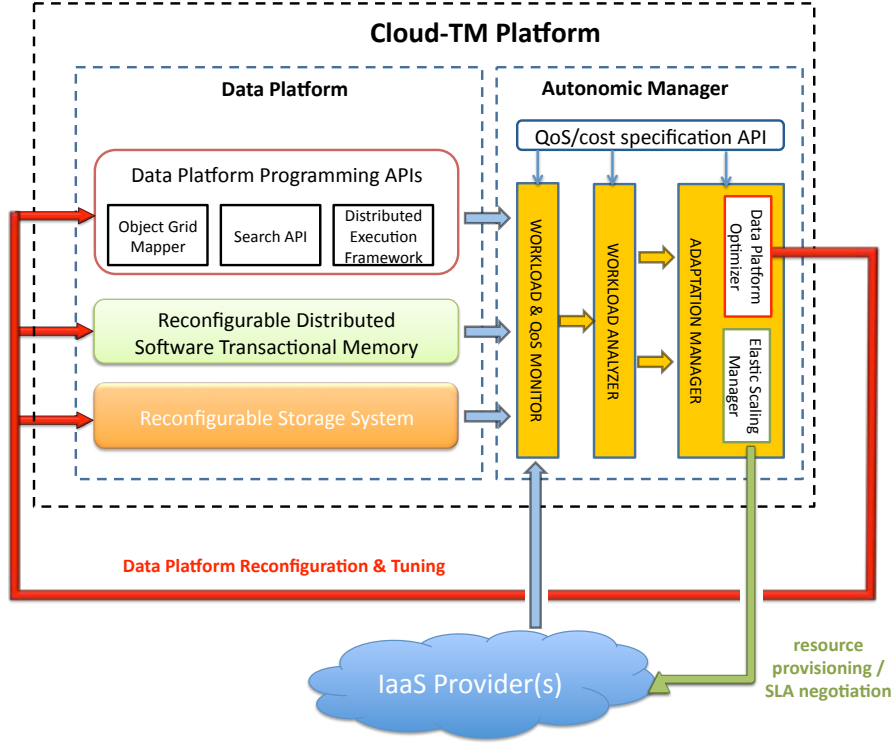 Cloud-TM Platform
Data Platform
Autonomic Manager
QoS/cost specification API
Data Platform Programming APIs
Object Grid
Mapper
Search API
Distributed
Execution
Framework
Reconfigurable Distributed
Software Transactional Memory
Reconfigurable Storage System
WORKLOAD & QoS MONITOR
WORKLOAD ANALYZER
ADAPTATION MANAGER
Data Platform
Optimizer
Elastic Scaling
Manager
Data Platform Reconfiguration & Tuning
IaaS Provider(s)
resource
provisioning /
SLA negotiation